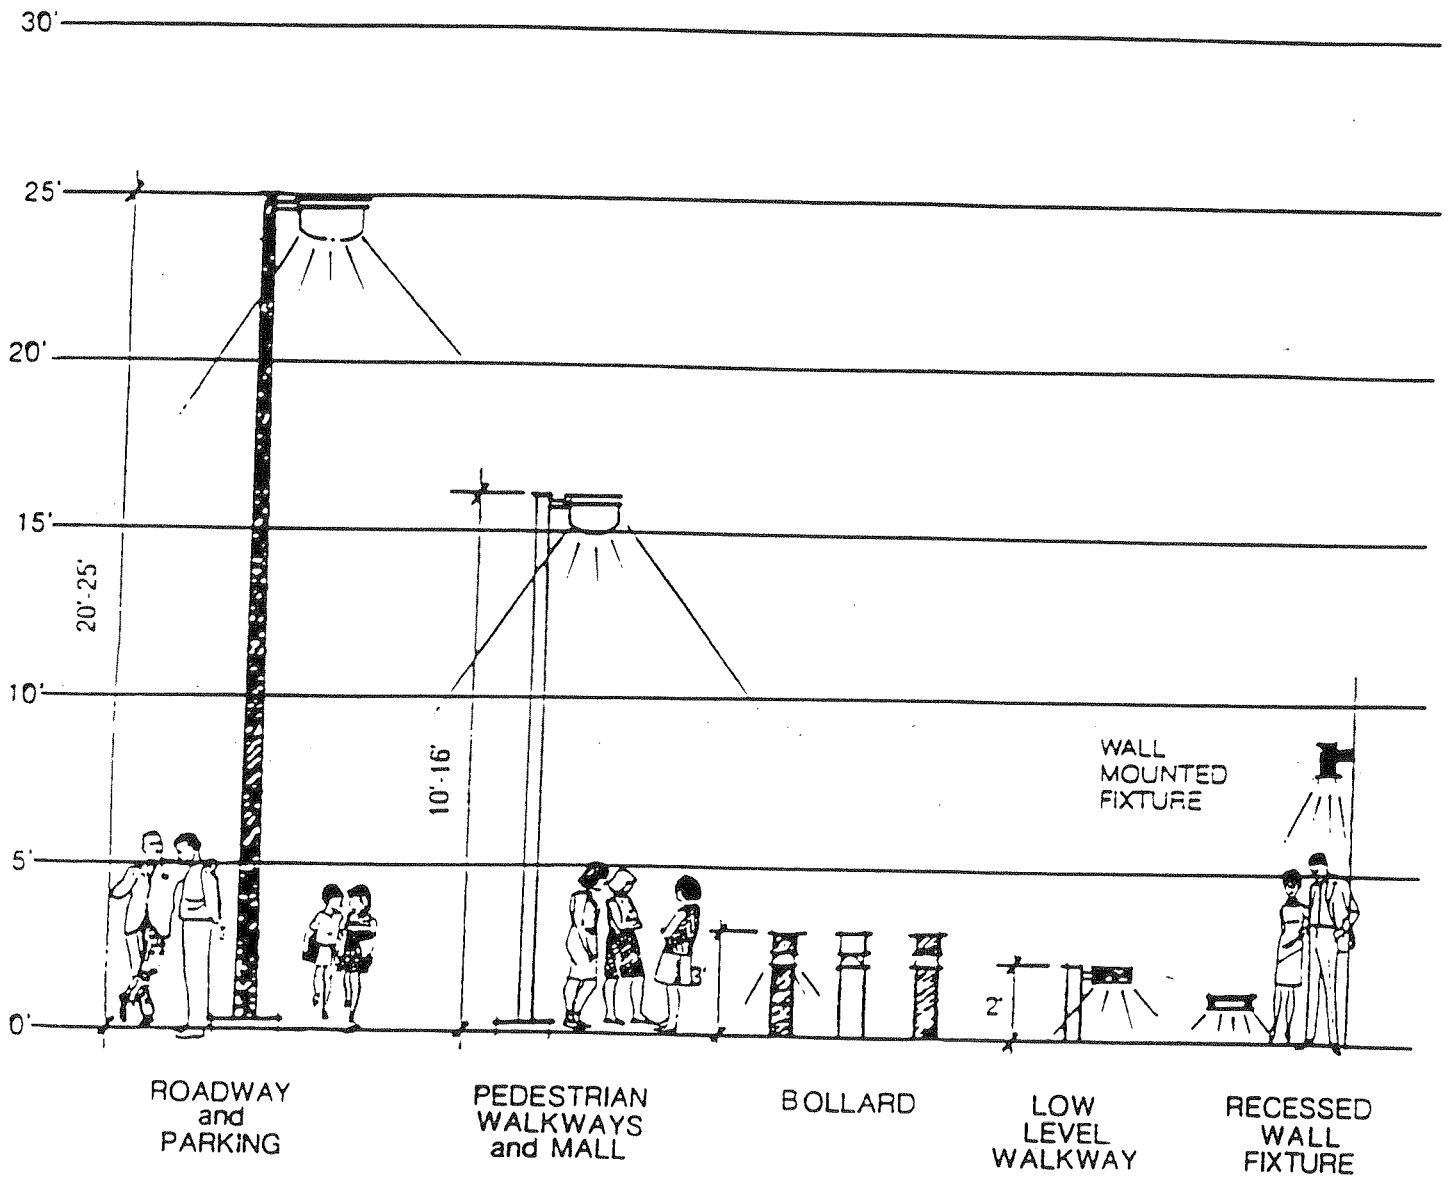 30'
25'
20'
15'
20'-25'
10'
10'-16'
WALL
MOUNTED
FIXTURE
5'
3'
2'
0'
ROADWAY
and
PARKING
PEDESTRIAN
WALKWAYS
and MALL
BOLLARD
LOW
LEVEL
WALKWAY
RECESSED
WALL
FIXTURE